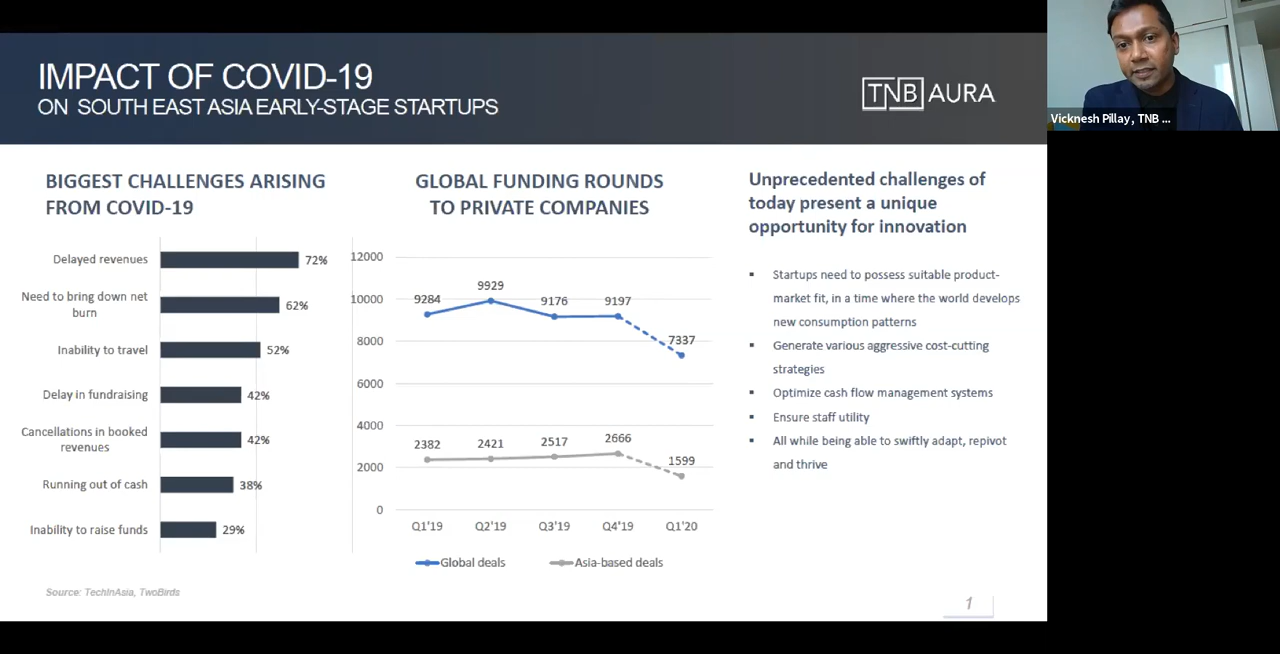 IMPACT OF COVID-19
ON SOUTH EAST ASIA EARLY-STAGE STARTUPS
TNB AURA
Vicknesh Pillay, TNB ...
BIGGEST CHALLENGES ARISING
FROM COVID-19
Delayed revenues 72%
Need to bring down net
burn 62%
Inability to travel 52%
Delay in fundraising 42%
Cancellations in booked
revenues 42%
Running out of cash 38%
Inability to raise funds 29%
GLOBAL FUNDING ROUNDS
TO PRIVATE COMPANIES
12000
10000
8000
6000
4000
2000
0
9284 9929 9176 9197 7337
2382 2421 2517 2666 1599
Q1'19 Q2'19 Q3'19 Q4'19 Q1'20
Global deals Asia-based deals
Unprecedented challenges of
today present a unique
opportunity for innovation
▪ Startups need to possess suitable product-
market fit, in a time where the world develops
new consumption patterns
▪ Generate various aggressive cost-cutting
strategies
▪ Optimize cash flow management systems
▪ Ensure staff utility
▪ All while being able to swiftly adapt, repivot
and thrive
Source: TechInAsia, TwoBirds
1